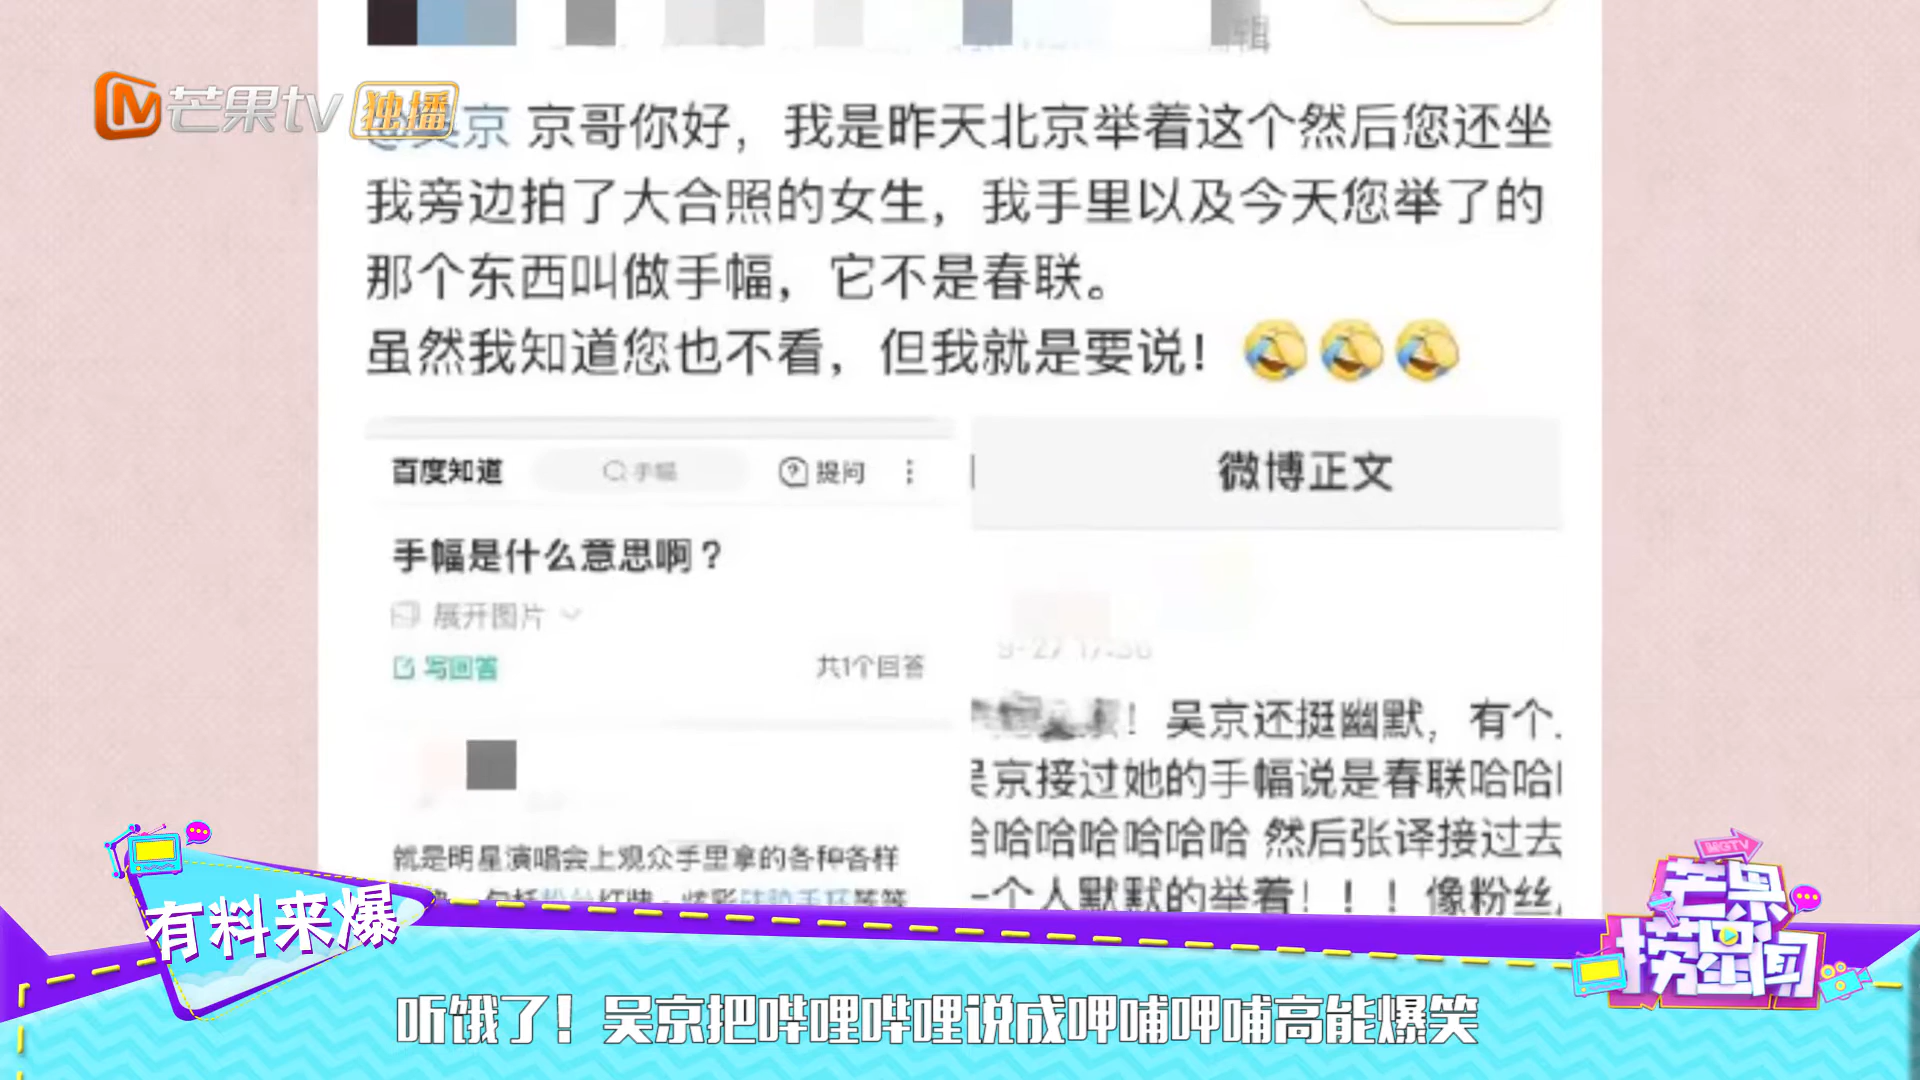 芒果tv 独播
京 京哥你好，我是昨天北京举着这个然后您还坐
我旁边拍了大合照的女生，我手里以及今天您举了的
那个东西叫做手幅，它不是春联。
虽然我知道您也不看，但我就是要说！
百度知道 手幅 提问
手幅是什么意思啊？
展开图片
写回答 共1个回答
就是明星演唱会上观众手里拿的各种各样
微博正文
9-27 17:36
！吴京还挺幽默，有个
吴京接过她的手幅说是春联哈哈
哈哈哈哈哈哈 然后张译接过去
一个人默默的举着！！！像粉丝
有料来爆
MGTV
芒果捞星闻
听饿了！吴京把哔哩哔哩说成呷哺呷哺高能爆笑